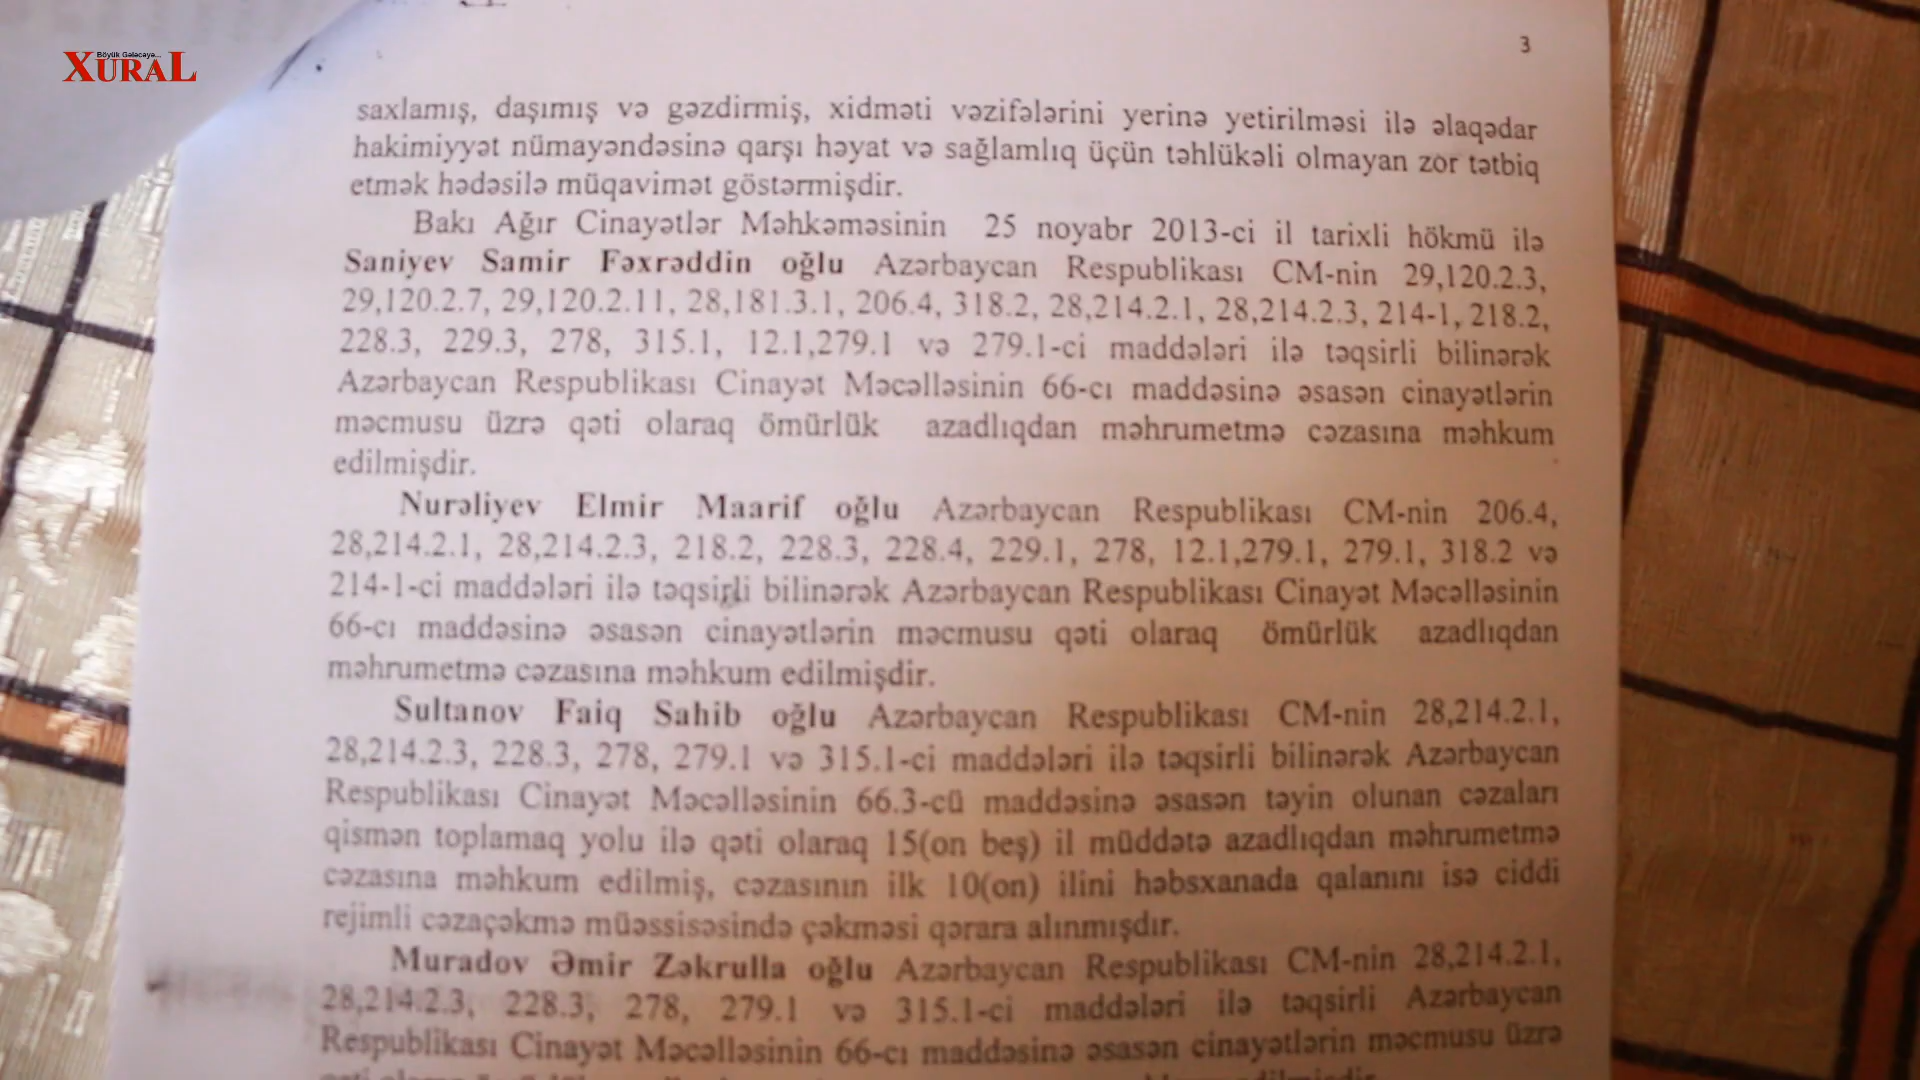 Böyük Gələcəyə...
XURAL
3
saxlamış, daşımış və gəzdirmiş, xidməti vəzifələrini yerinə yetirilməsi ilə əlaqədar
hakimiyyət nümayəndəsinə qarşı həyat və sağlamlıq üçün təhlükəli olmayan zor tətbiq
etmək hədəsilə müqavimət göstərmişdir.
Bakı Ağır Cinayətlər Məhkəməsinin 25 noyabr 2013-ci il tarixli hökmü ilə
Saniyev Samir Fəxrəddin oğlu Azərbaycan Respublikası CM-nin 29,120.2.3,
29,120.2.7, 29,120.2.11, 28,181.3.1, 206.4, 318.2, 28,214.2.1, 28,214.2.3, 214-1, 218.2,
228.3, 229.3, 278, 315.1, 12.1,279.1 və 279.1-ci maddələri ilə təqsirli bilinərək
Azərbaycan Respublikası Cinayət Məcəlləsinin 66-cı maddəsinə əsasən cinayətlərin
məcmusu üzrə qəti olaraq ömürlük azadlıqdan məhrumetmə cəzasına məhkum
edilmişdir.
Nurəliyev Elmir Maarif oğlu Azərbaycan Respublikası CM-nin 206.4,
28,214.2.1, 28,214.2.3, 218.2, 228.3, 228.4, 229.1, 278, 12.1,279.1, 279.1, 318.2 və
214-1-ci maddələri ilə təqsirli bilinərək Azərbaycan Respublikası Cinayət Məcəlləsinin
66-cı maddəsinə əsasən cinayətlərin məcmusu qəti olaraq ömürlük azadlıqdan
məhrumetmə cəzasına məhkum edilmişdir.
Sultanov Faiq Sahib oğlu Azərbaycan Respublikası CM-nin 28,214.2.1,
28,214.2.3, 228.3, 278, 279.1 və 315.1-ci maddələri ilə təqsirli bilinərək Azərbaycan
Respublikası Cinayət Məcəlləsinin 66.3-cü maddəsinə əsasən təyin olunan cəzaları
qismən toplamaq yolu ilə qəti olaraq 15(on beş) il müddətə azadlıqdan məhrumetmə
cəzasına məhkum edilmiş, cəzasının ilk 10(on) ilini həbsxanada qalanını isə ciddi
rejimli cəzaçəkmə müəssisəsində çəkməsi qərara alınmışdır.
Muradov Əmir Zəkrulla oğlu Azərbaycan Respublikası CM-nin 28,214.2.1,
28,214.2.3, 228.3, 278, 279.1 və 315.1-ci maddələri ilə təqsirli Azərbaycan
Respublikası Cinayət Məcəlləsinin 66-cı maddəsinə əsasən cinayətlərin məcmusu üzrə